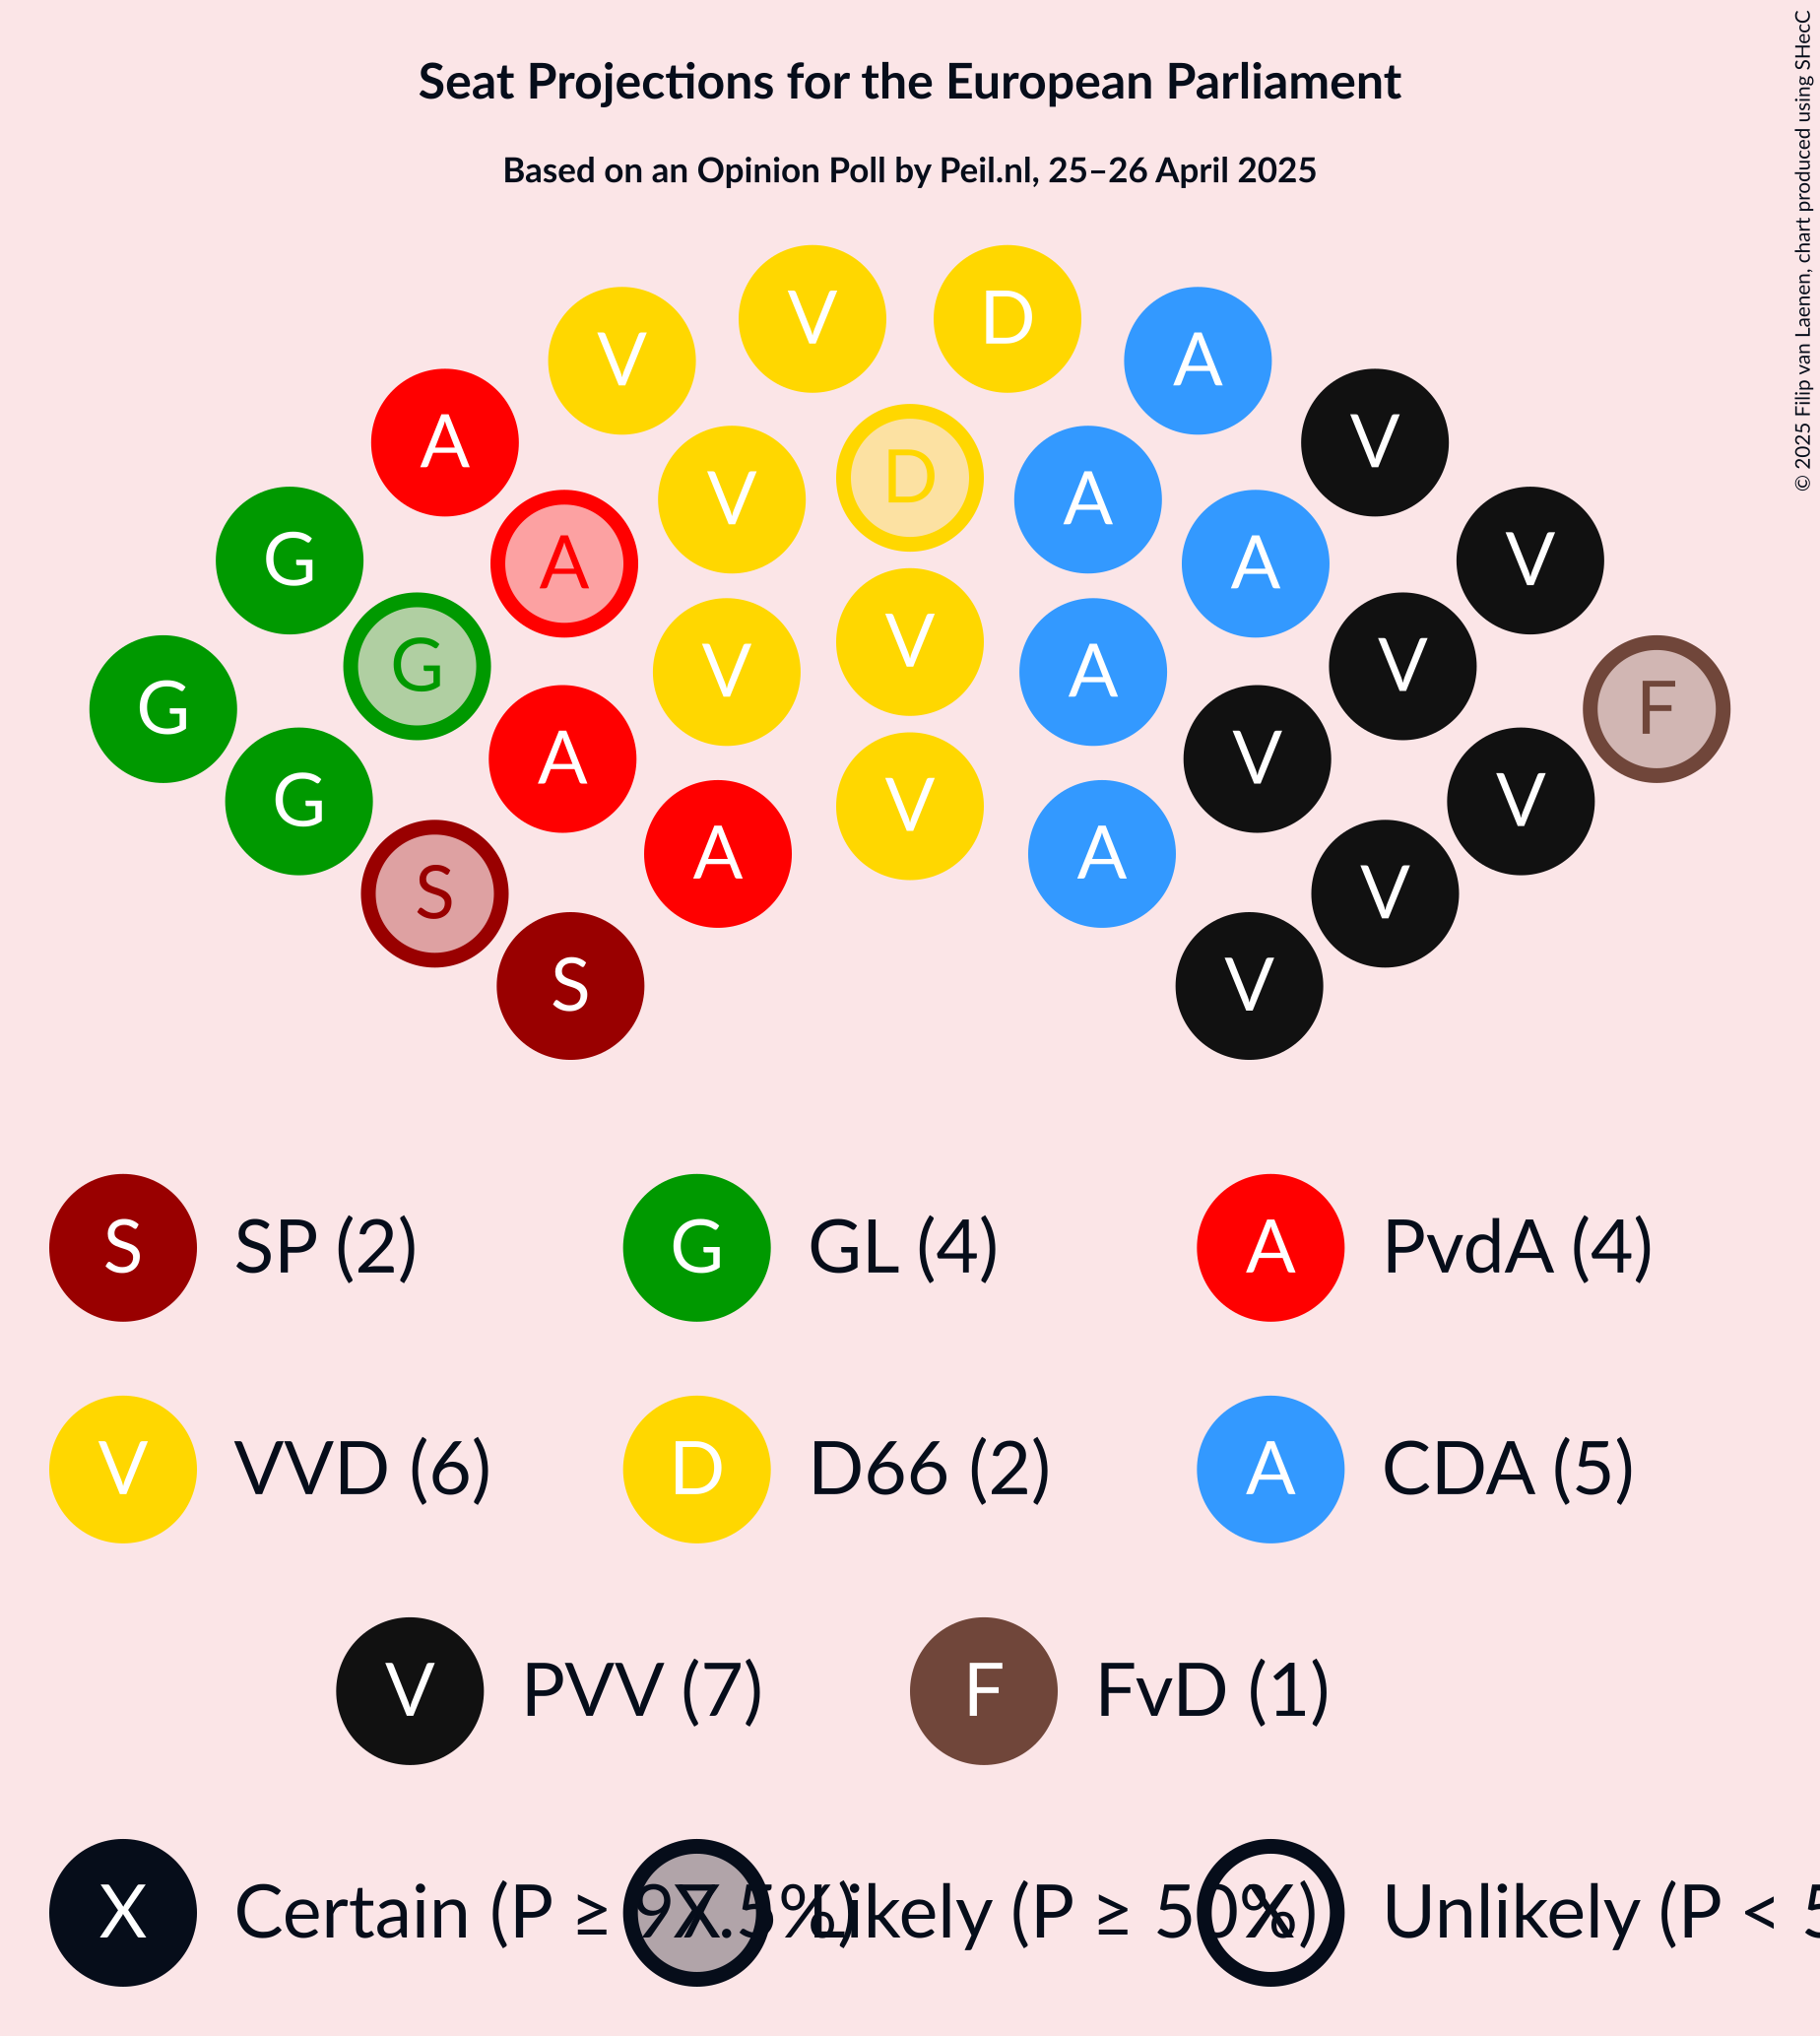 Seat Projections for the European Parliament
Based on an Opinion Poll by Peil.nl, 25–26 April 2025
© 2025 Filip van Laenen, chart produced using SHecC
V D
V A
A V
D
V A
G A A V
V
G V A V
G F
A V
V
G A A V
S V
S V
S SP (2) G GL (4) A PvdA (4)
V VVD (6) D D66 (2) A CDA (5)
V PVV (7) F FvD (1)
X Certain (P ≥ 97.5%) X Likely (P ≥ 50%) X Unlikely (P < 5